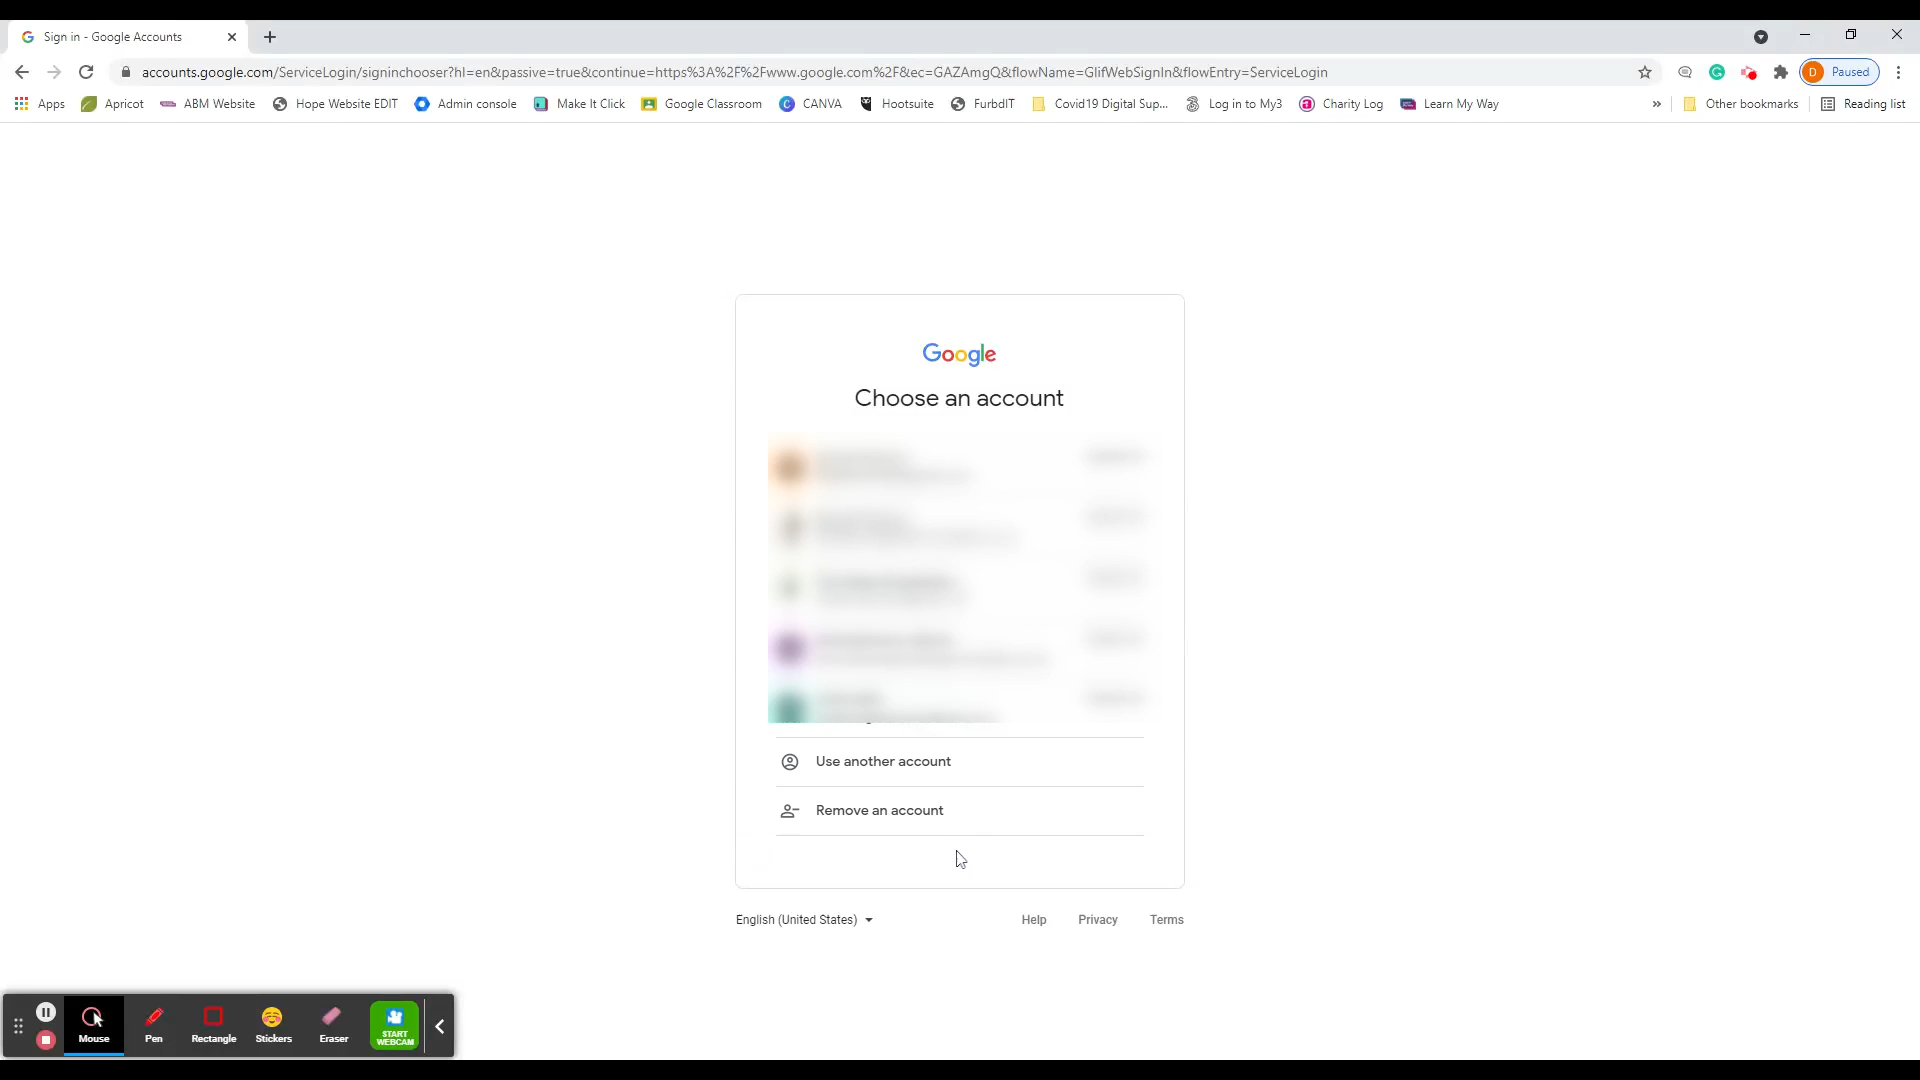 Sign in - Google Accounts
accounts.google.com/ServiceLogin/signinchooser?hl=en&passive=true&continue=https%3A%2F%2Fwww.google.com%2F&ec=GAZAmgQ&flowName=GlifWebSignIn&flowEntry=ServiceLogin
D Paused
Apps Apricot ABM Website Hope Website EDIT Admin console Make It Click Google Classroom CANVA Hootsuite FurbdIT Covid19 Digital Sup... Log in to My3 Charity Log Learn My Way » Other bookmarks Reading list
Google
Choose an account
Use another account
Remove an account
English (United States) Help Privacy Terms
Mouse Pen Rectangle Stickers Eraser START WEBCAM